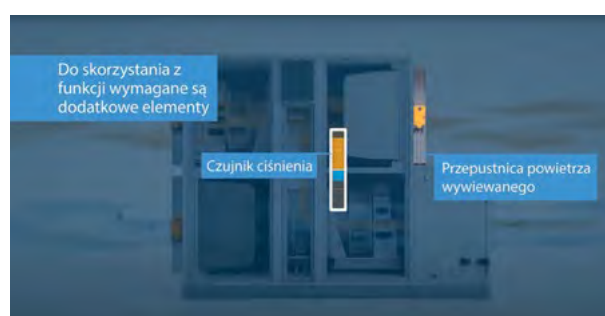 Do skorzystania z
funkcji wymagane są
dodatkowe elementy
Czujnik ciśnienia
Przepustnica powietrza
wywiewanego